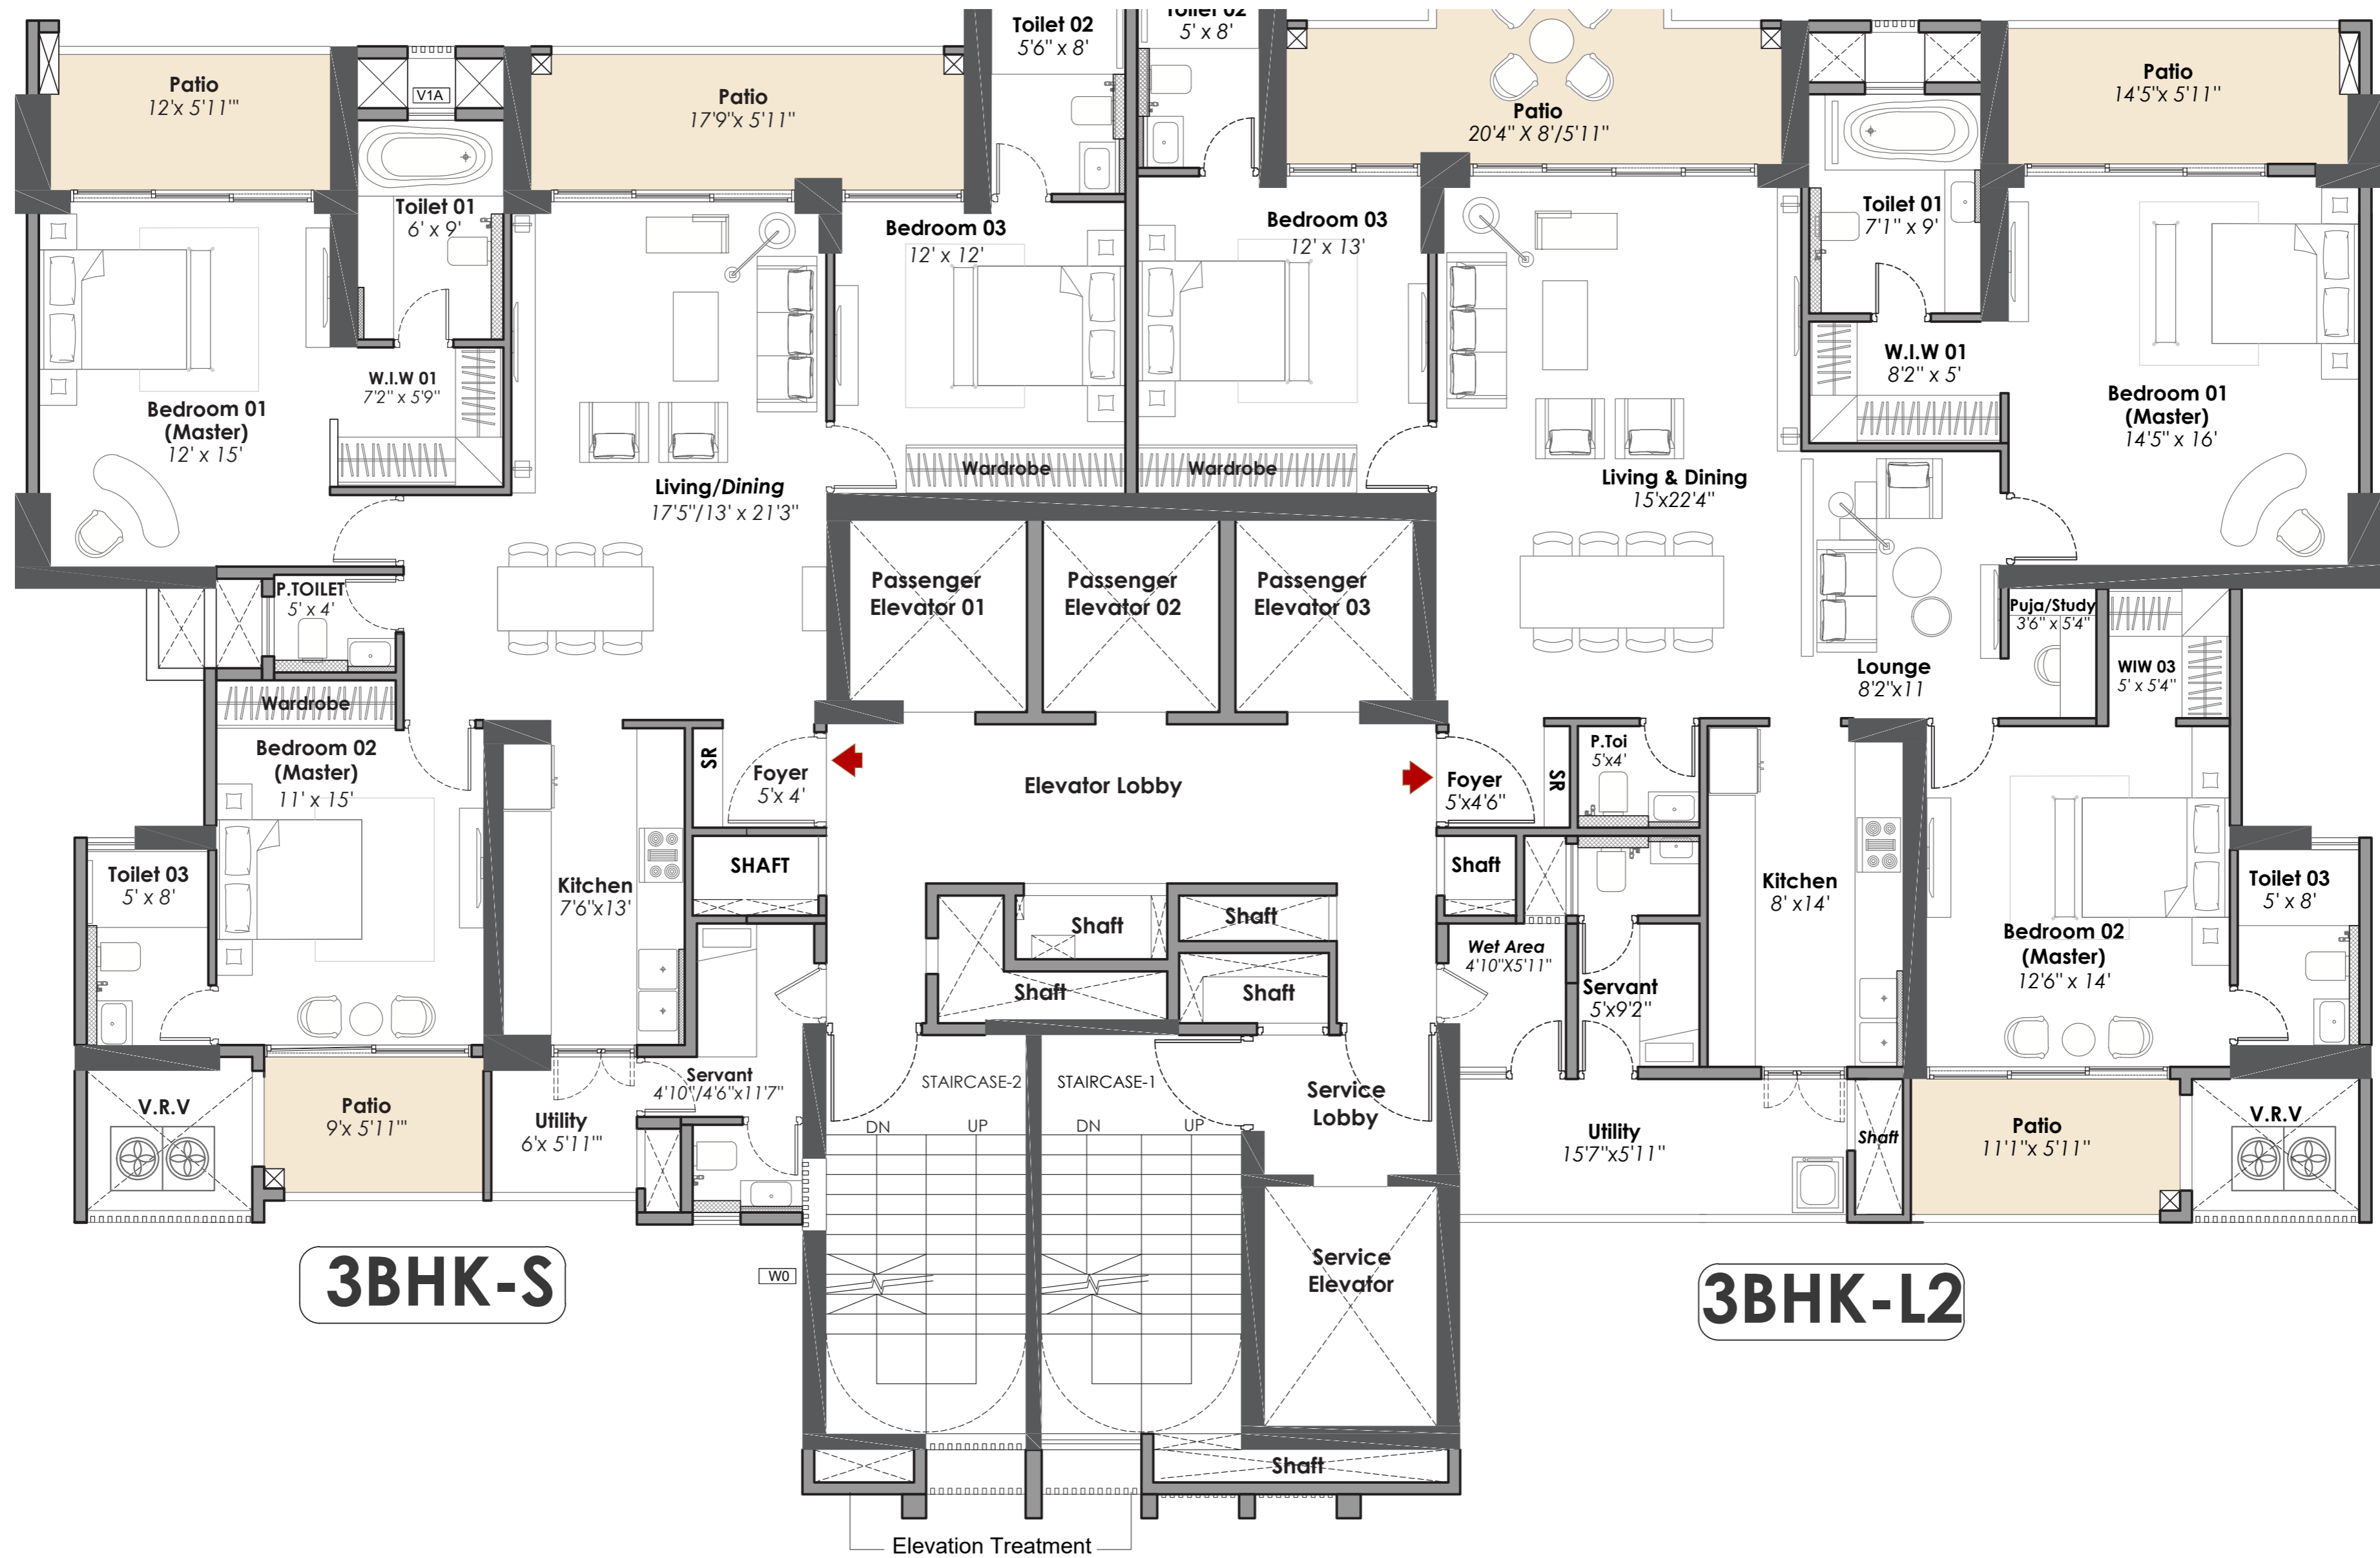 Toilet 02
5'6" x 8'
Toilet 02
5' x 8'
Patio
12'x 5'11'"
V1A
Patio
17'9"x 5'11"
Patio
20'4" X 8'/5'11"
Patio
14'5"x 5'11"
Toilet 01
6' x 9'
Bedroom 03
12' x 12'
Bedroom 03
12' x 13'
Toilet 01
7'1" x 9'
W.I.W 01
7'2" x 5'9"
W.I.W 01
8'2" x 5'
Bedroom 01
(Master)
12' x 15'
Bedroom 01
(Master)
14'5" x 16'
Wardrobe
Wardrobe
Living/Dining
17'5"/13' x 21'3"
Living & Dining
15'x22'4"
Passenger
Elevator 01
Passenger
Elevator 02
Passenger
Elevator 03
P.TOILET
5' x 4'
Puja/Study
3'6" x 5'4"
Lounge
8'2"x11
WIW 03
5' x 5'4"
Wardrobe
Bedroom 02
(Master)
11' x 15'
SR
Foyer
5'x 4'
Elevator Lobby
Foyer
5'x4'6"
SR
P.Toi
5'x4'
Toilet 03
5' x 8'
Kitchen
7'6"x13'
SHAFT
Shaft
Shaft
Shaft
Shaft
Shaft
Kitchen
8' x14'
Toilet 03
5' x 8'
Wet Area
4'10"X5'11"
Servant
5'x9'2"
Bedroom 02
(Master)
12'6" x 14'
Servant
4'10"/4'6"x11'7"
STAIRCASE-2
STAIRCASE-1
Service
Lobby
V.R.V
Patio
9'x 5'11'"
Utility
6'x 5'11'"
DN
UP
DN
UP
Utility
15'7"x5'11"
Shaft
Patio
11'1"x 5'11"
V.R.V
3BHK-S
W0
Service
Elevator
3BHK-L2
Shaft
Elevation Treatment